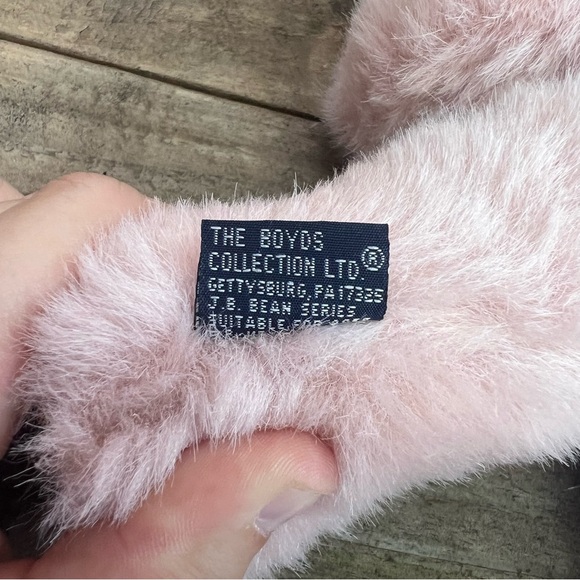 THE BOYDS
COLLECTION LTD.®
GETTYSBURG, PA 17325
J.B. BEAN SERIES
SUITABLE FOR